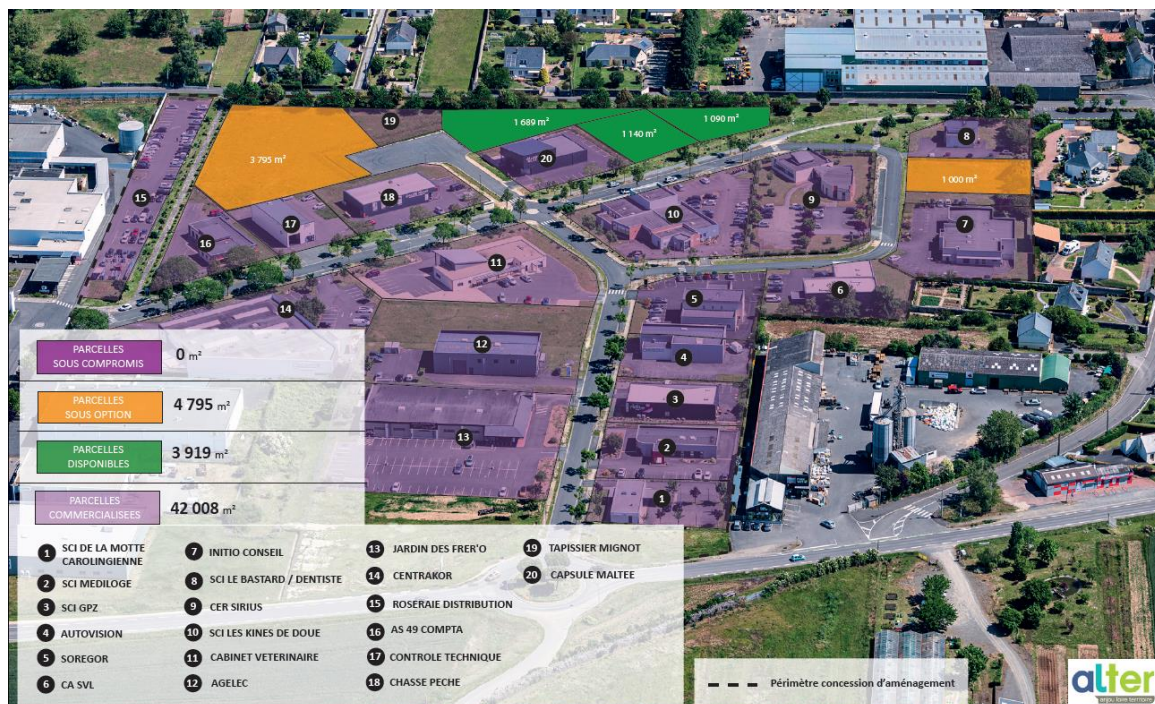 19
1 689 m²
1 140 m²
1 090 m²
8
3 795 m²
20
1 000 m²
15
18
9
17
10
7
16
11
6
14
5
12
4
3
13
2
1
PARCELLES
SOUS COMPROMIS
0 m²
PARCELLES
SOUS OPTION
4 795 m²
PARCELLES
DISPONIBLES
3 919 m²
PARCELLES
COMMERCIALISEES
42 008 m²
1 SCI DE LA MOTTE
CAROLINGIENNE
2 SCI MEDILOGE
3 SCI GPZ
4 AUTOVISION
5 SOREGOR
6 CA SVL
7 INITIO CONSEIL
8 SCI LE BASTARD / DENTISTE
9 CER SIRIUS
10 SCI LES KINES DE DOUE
11 CABINET VETERINAIRE
12 AGELEC
13 JARDIN DES FRER'O
14 CENTRAKOR
15 ROSERAIE DISTRIBUTION
16 AS 49 COMPTA
17 CONTROLE TECHNIQUE
18 CHASSE PECHE
19 TAPISSIER MIGNOT
20 CAPSULE MALTEE
Périmètre concession d'aménagement
alter
anjou loire territoire